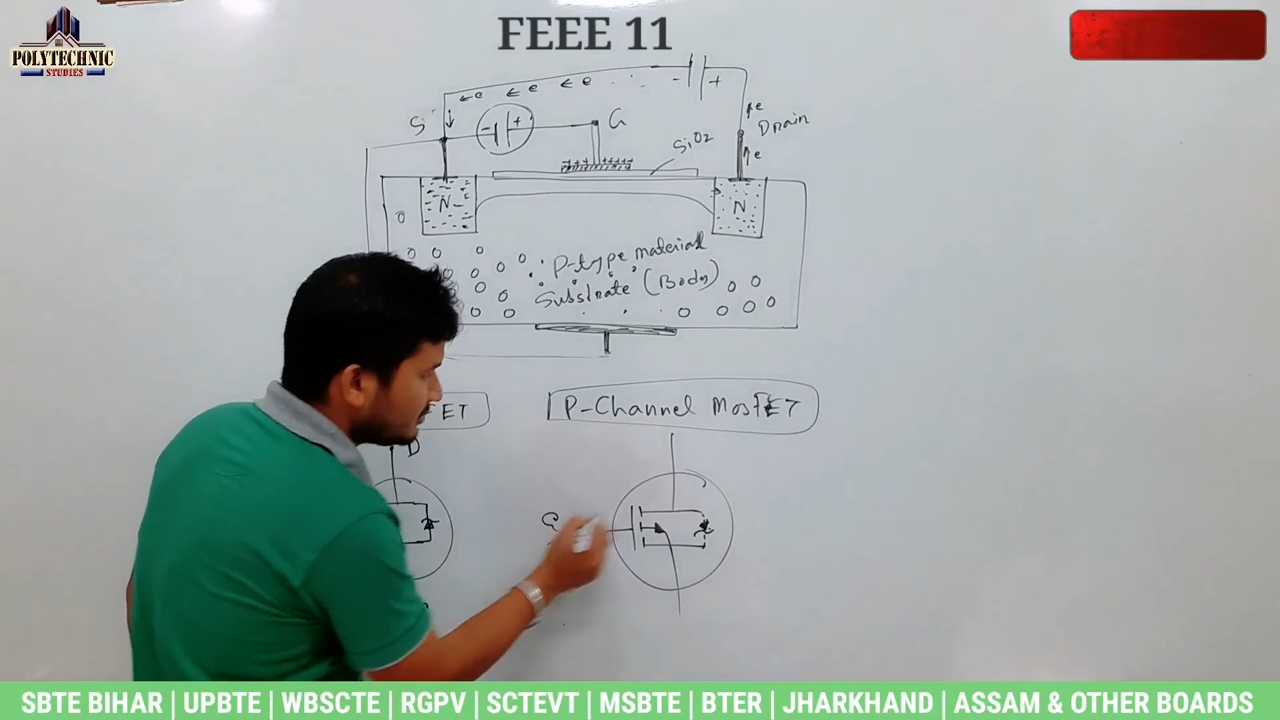 FEEE 11
POLYTECHNIC
STUDIES
e e e - +
S - + G
e
Drain
e
SiO2
+ + + + + +
N
N
P-type material
Substrate (Body)
ET
P-Channel MosFET
D
G
SBTE BIHAR | UPBTE | WBSCTE | RGPV | SCTEVT | MSBTE | BTER | JHARKHAND | ASSAM & OTHER BOARDS